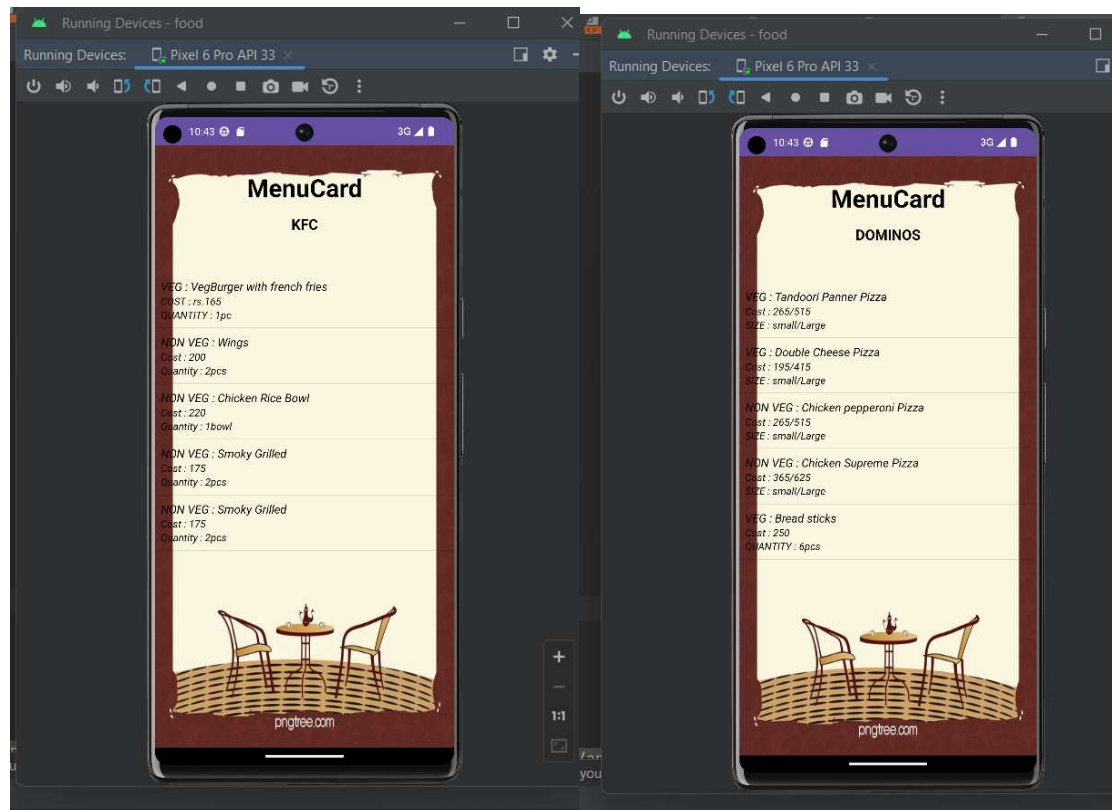 Running Devices - food
Running Devices: Pixel 6 Pro API 33
10:43 3G
MenuCard
KFC
VEG : VegBurger with french fries
COST : rs.165
QUANTITY : 1pc
NON VEG : Wings
Cost : 200
Quantity : 2pcs
NON VEG : Chicken Rice Bowl
Cost : 220
Quantity : 1bowl
NON VEG : Smoky Grilled
Cost : 175
Quantity : 2pcs
NON VEG : Smoky Grilled
Cost : 175
Quantity : 2pcs
pngtree.com
1:1
Running Devices - food
Running Devices: Pixel 6 Pro API 33
10:43 3G
MenuCard
DOMINOS
VEG : Tandoori Panner Pizza
Cost : 265/515
SIZE : small/Large
VEG : Double Cheese Pizza
Cost : 195/415
SIZE : small/Large
NON VEG : Chicken pepperoni Pizza
Cost : 265/515
SIZE : small/Large
NON VEG : Chicken Supreme Pizza
Cost : 365/625
SIZE : small/Large
VEG : Bread sticks
Cost : 250
QUANTITY : 6pcs
pngtree.com
you